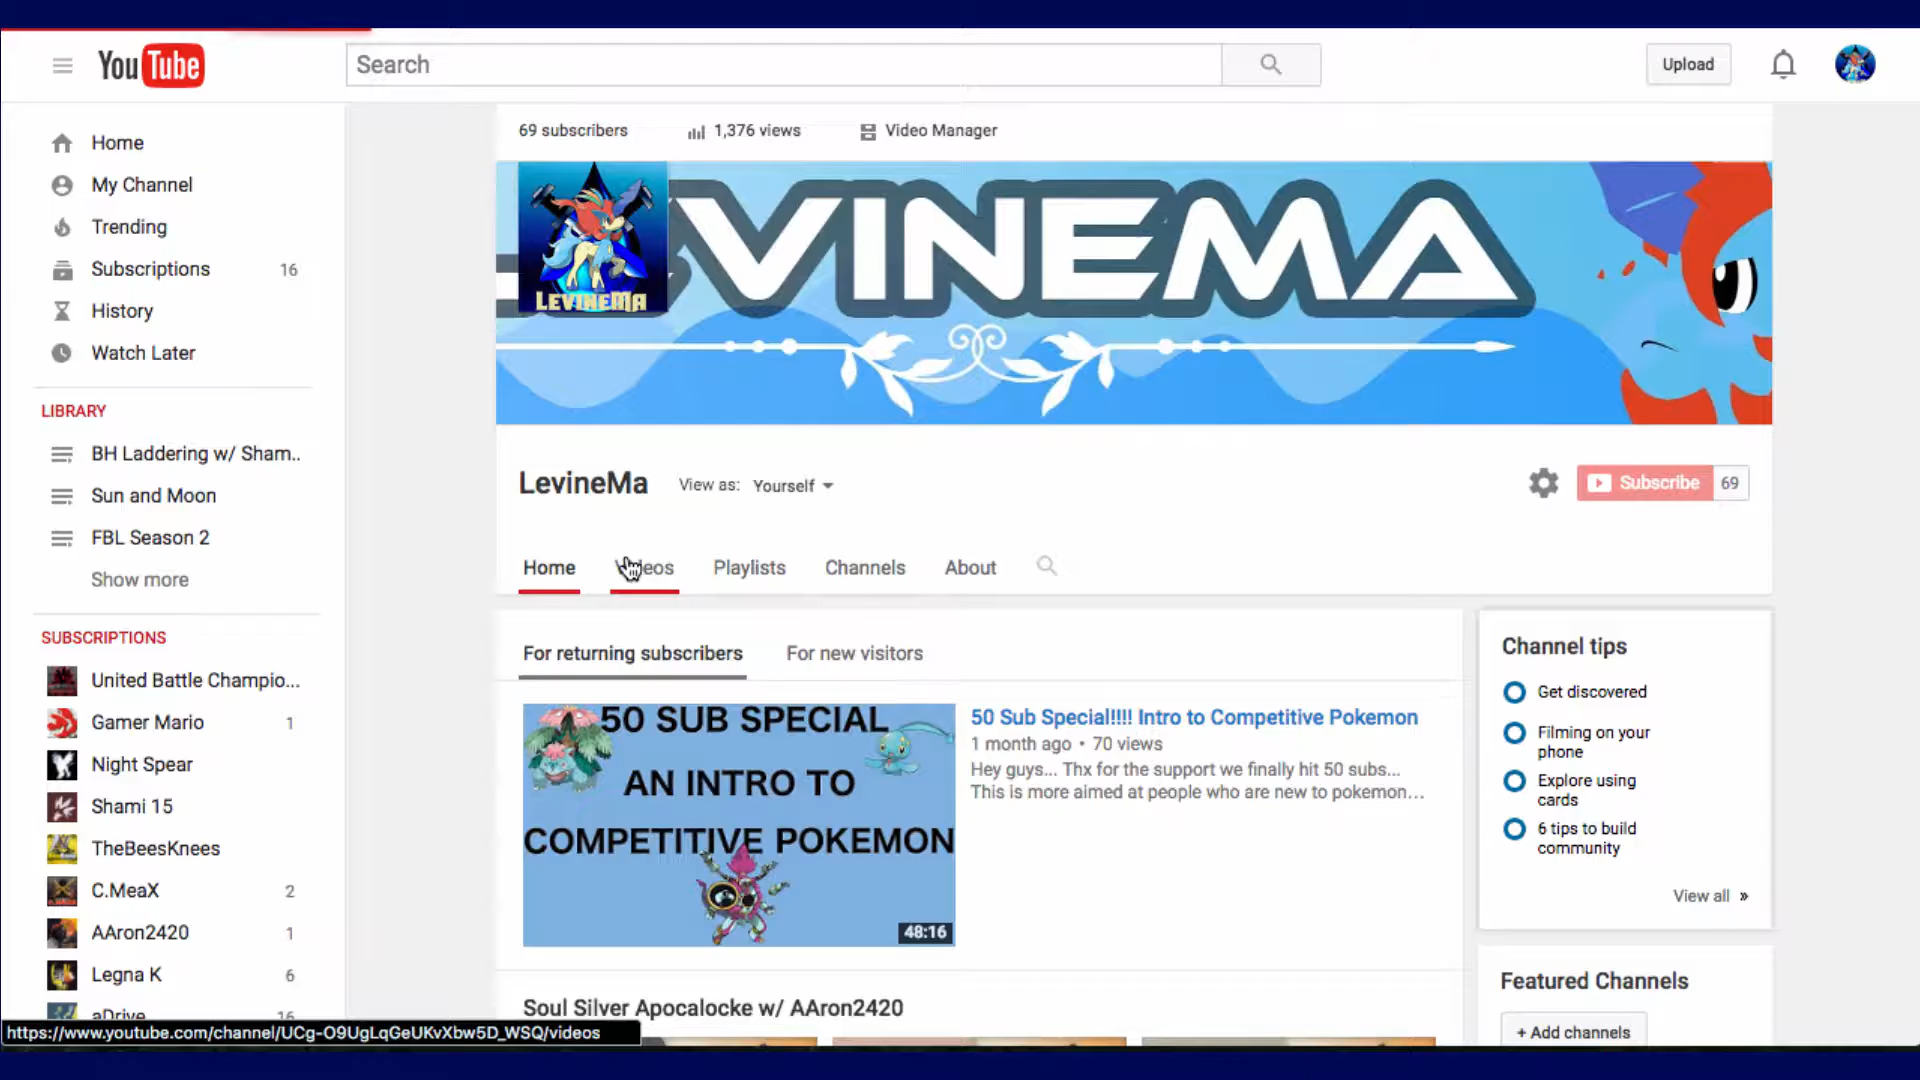 YouTube
Search
Upload
Home
My Channel
Trending
Subscriptions 16
History
Watch Later
LIBRARY
BH Laddering w/ Sham..
Sun and Moon
FBL Season 2
Show more
SUBSCRIPTIONS
United Battle Champio...
Gamer Mario 1
Night Spear
Shami 15
TheBeesKnees
C.MeaX 2
AAron2420 1
Legna K 6
aDrive 16
https://www.youtube.com/channel/UCg-O9UgLqGeUKvXbw5D_WSQ/videos
69 subscribers 1,376 views Video Manager
VINEMA
LEVINEMA
LevineMa View as: Yourself
Subscribe 69
Home Videos Playlists Channels About
For returning subscribers For new visitors
50 SUB SPECIAL
AN INTRO TO
COMPETITIVE POKEMON
48:16
50 Sub Special!!!! Intro to Competitive Pokemon
1 month ago • 70 views
Hey guys... Thx for the support we finally hit 50 subs...
This is more aimed at people who are new to pokemon...
Soul Silver Apocalocke w/ AAron2420
Channel tips
Get discovered
Filming on your
phone
Explore using
cards
6 tips to build
community
View all »
Featured Channels
+ Add channels